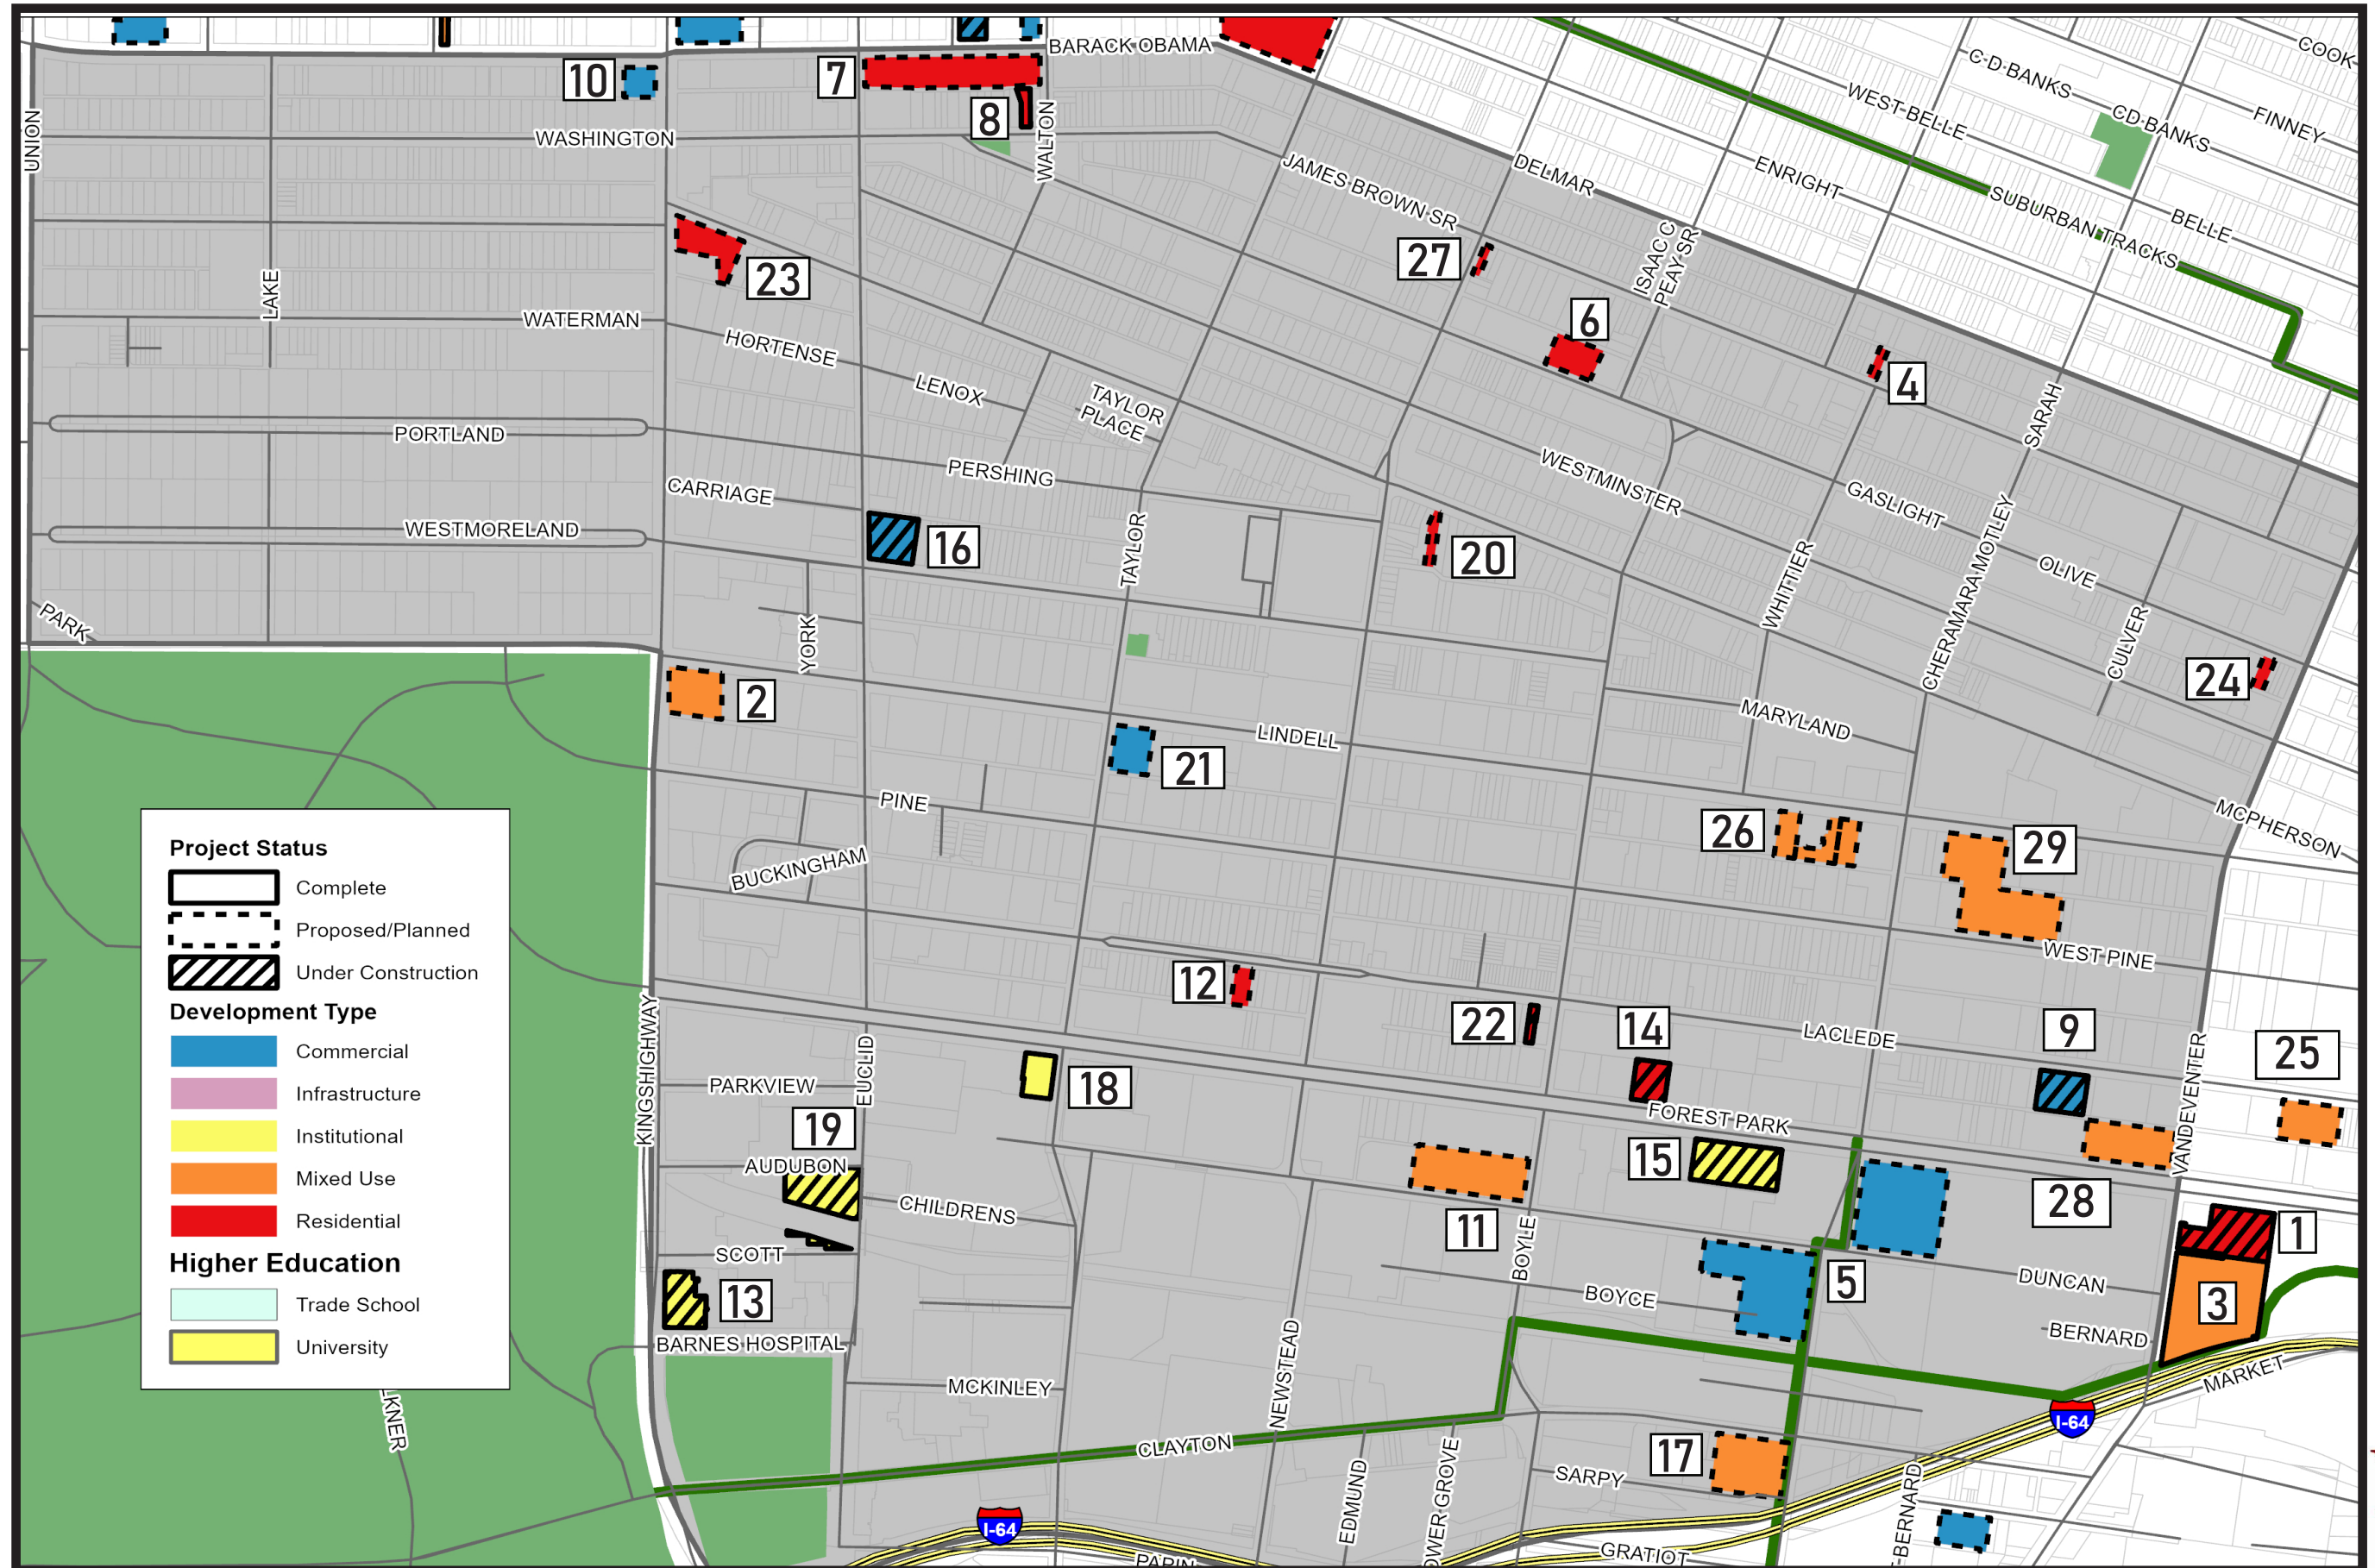 COOK
C D BANKS
BARACK OBAMA
10
7
WEST BELLE
CD BANKS
FINNEY
8
UNION
WASHINGTON
WALTON
JAMES BROWN SR
DELMAR
ENRIGHT
SUBURBAN TRACKS
BELLE
27
ISAAC C
PEAY SR
23
LAKE
WATERMAN
HORTENSE
6
4
LENOX
TAYLOR
PLACE
SARAH
PORTLAND
PERSHING
WESTMINSTER
CARRIAGE
GASLIGHT
WESTMORELAND
16
TAYLOR
20
WHITTIER
CHERAMARA MOTLEY
OLIVE
PARK
YORK
CULVER
24
2
MARYLAND
LINDELL
21
PINE
26
29
MCPHERSON
BUCKINGHAM
Project Status
Complete
Proposed/Planned
Under Construction
Development Type
Commercial
Infrastructure
Institutional
Mixed Use
Residential
Higher Education
Trade School
University
WEST PINE
12
22
14
LACLEDE
9
25
KINGSHIGHWAY
EUCLID
PARKVIEW
18
FOREST PARK
VANDEVENTER
19
15
AUDUBON
CHILDRENS
11
28
1
SCOTT
BOYLE
DUNCAN
13
5
BOYCE
3
BARNES HOSPITAL
BERNARD
NEWSTEAD
MCKINLEY
MARKET
KNER
I-64
CLAYTON
17
EDMUND
OWER GROVE
SARPY
BERNARD
I-64
PAPIN
GRATIOT